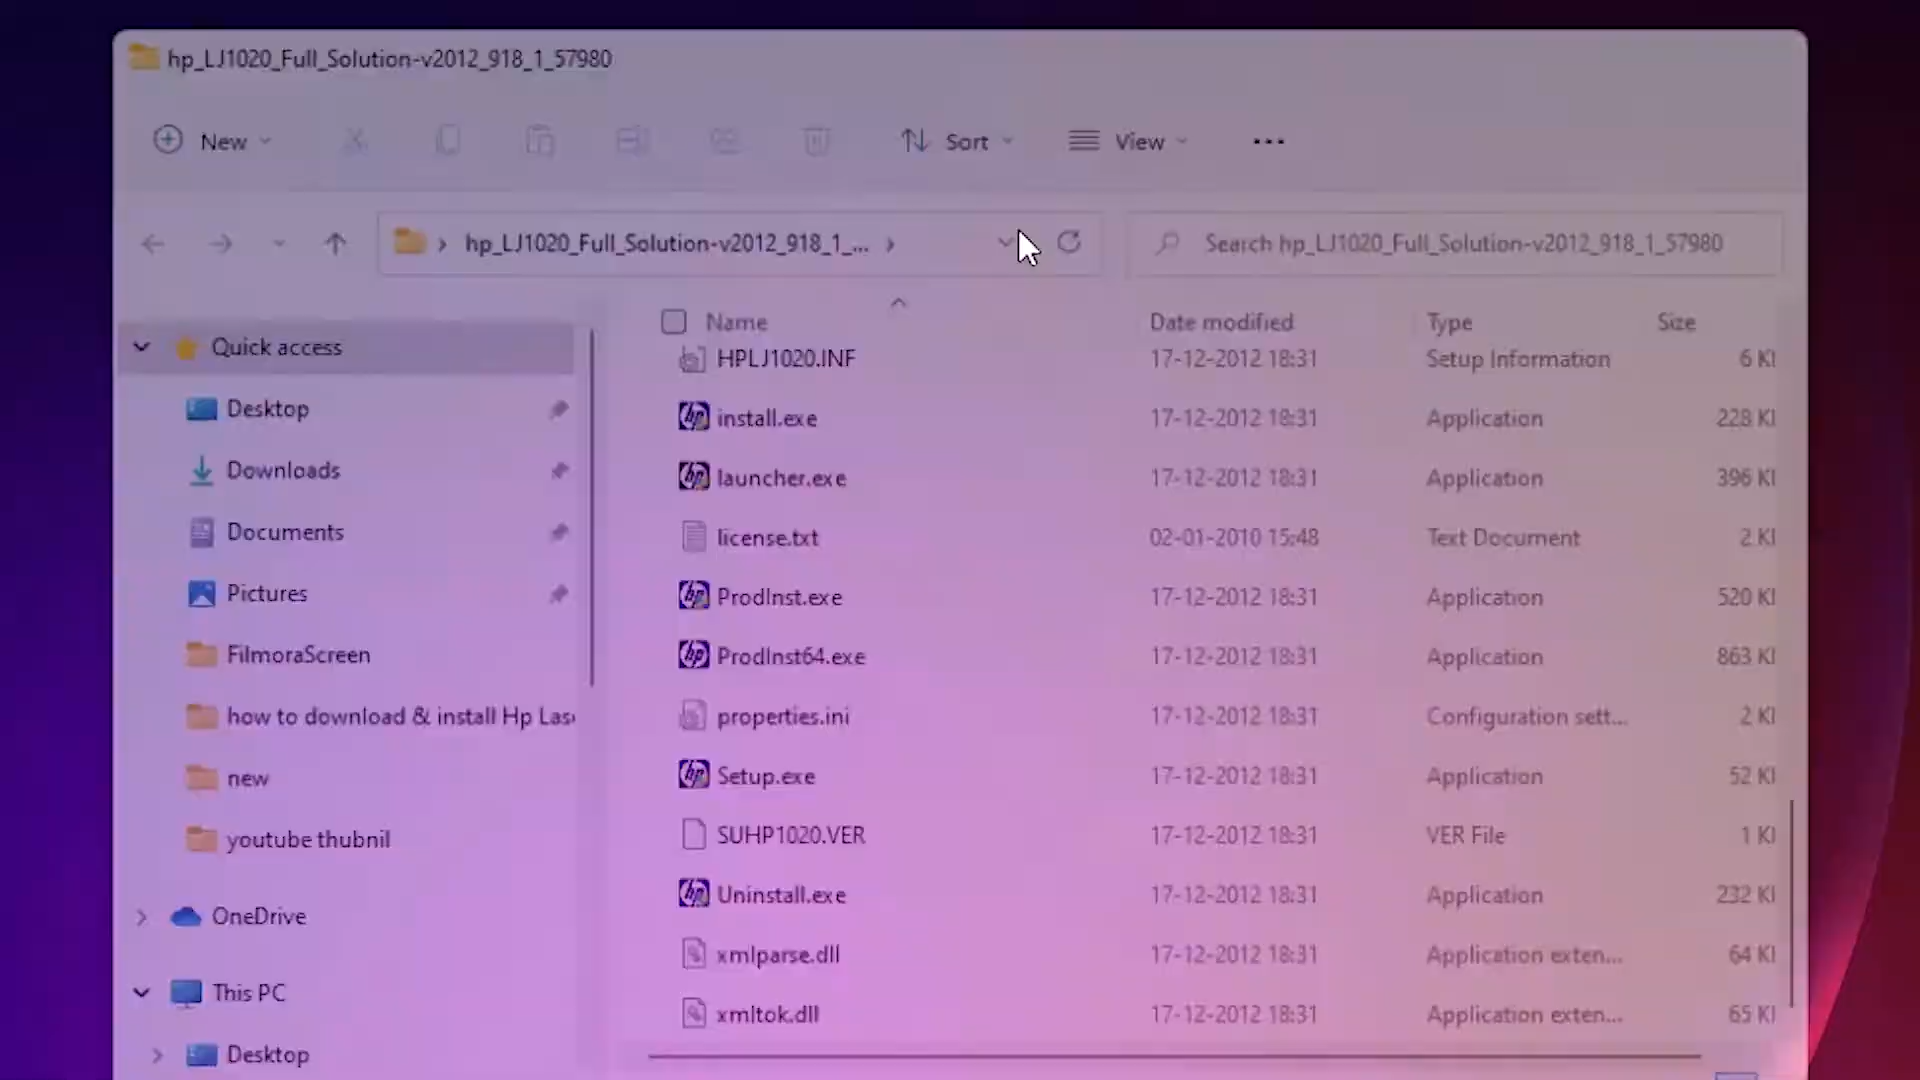 hp_LJ1020_Full_Solution-v2012_918_1_57980
New Sort View ...
hp_LJ1020_Full_Solution-v2012_918_1_... Search hp_LJ1020_Full_Solution-v2012_918_1_57980
Name Date modified Type Size
Quick access
Desktop
Downloads
Documents
Pictures
FilmoraScreen
how to download & install Hp Las
new
youtube thubnil
OneDrive
This PC
Desktop
HPLJ1020.INF 17-12-2012 18:31 Setup Information 6 KI
install.exe 17-12-2012 18:31 Application 228 KI
launcher.exe 17-12-2012 18:31 Application 396 KI
license.txt 02-01-2010 15:48 Text Document 2 KI
ProdInst.exe 17-12-2012 18:31 Application 520 KI
ProdInst64.exe 17-12-2012 18:31 Application 863 KI
properties.ini 17-12-2012 18:31 Configuration sett... 2 KI
Setup.exe 17-12-2012 18:31 Application 52 KI
SUHP1020.VER 17-12-2012 18:31 VER File 1 KI
Uninstall.exe 17-12-2012 18:31 Application 232 KI
xmlparse.dll 17-12-2012 18:31 Application exten... 64 KI
xmltok.dll 17-12-2012 18:31 Application exten... 65 KI